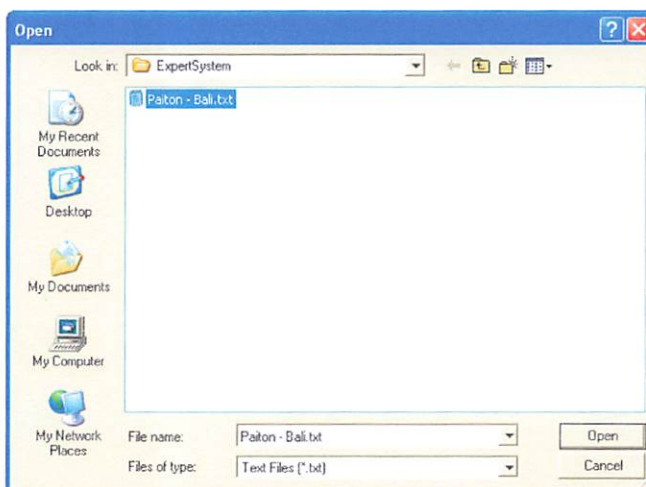 Open
Look in: ExpertSystem
Paiton - Bali.txt
My Recent
Documents
Desktop
My Documents
My Computer
My Network
Places
File name: Paiton - Bali.txt Open
Files of type: Text Files (*.txt) Cancel